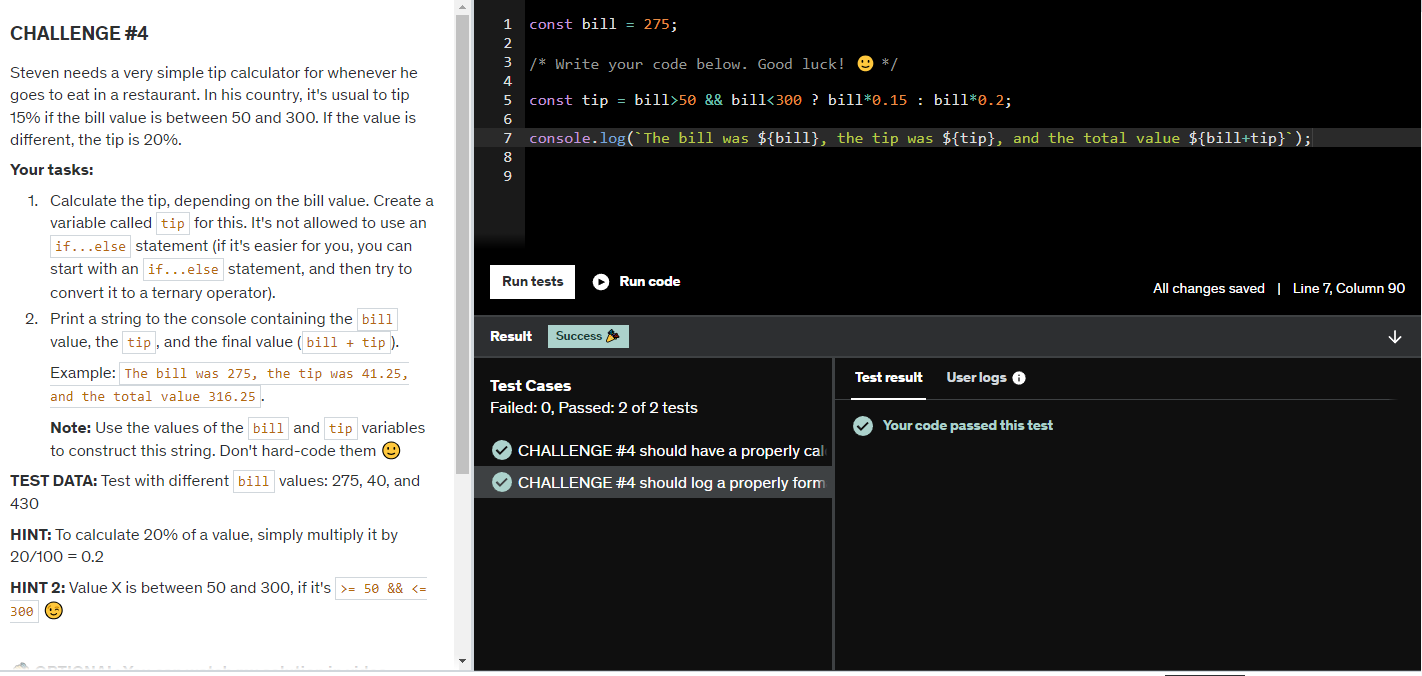 CHALLENGE #4
Steven needs a very simple tip calculator for whenever he
goes to eat in a restaurant. In his country, it's usual to tip
15% if the bill value is between 50 and 300. If the value is
different, the tip is 20%.
Your tasks:
1. Calculate the tip, depending on the bill value. Create a
variable called tip for this. It's not allowed to use an
if...else statement (if it's easier for you, you can
start with an if...else statement, and then try to
convert it to a ternary operator).
2. Print a string to the console containing the bill
value, the tip, and the final value (bill + tip).
Example: The bill was 275, the tip was 41.25,
and the total value 316.25.
Note: Use the values of the bill and tip variables
to construct this string. Don't hard-code them 🙂
TEST DATA: Test with different bill values: 275, 40, and
430
HINT: To calculate 20% of a value, simply multiply it by
20/100 = 0.2
HINT 2: Value X is between 50 and 300, if it's >= 50 && <=
300 😉
1 const bill = 275;
2
3 /* Write your code below. Good luck! 🙂 */
4
5 const tip = bill>50 && bill<300 ? bill*0.15 : bill*0.2;
6
7 console.log(`The bill was ${bill}, the tip was ${tip}, and the total value ${bill+tip}`);
8
9
Run tests Run code
All changes saved | Line 7, Column 90
Result Success 🎉
Test Cases
Failed: 0, Passed: 2 of 2 tests
CHALLENGE #4 should have a properly cal
CHALLENGE #4 should log a properly form
Test result User logs
Your code passed this test